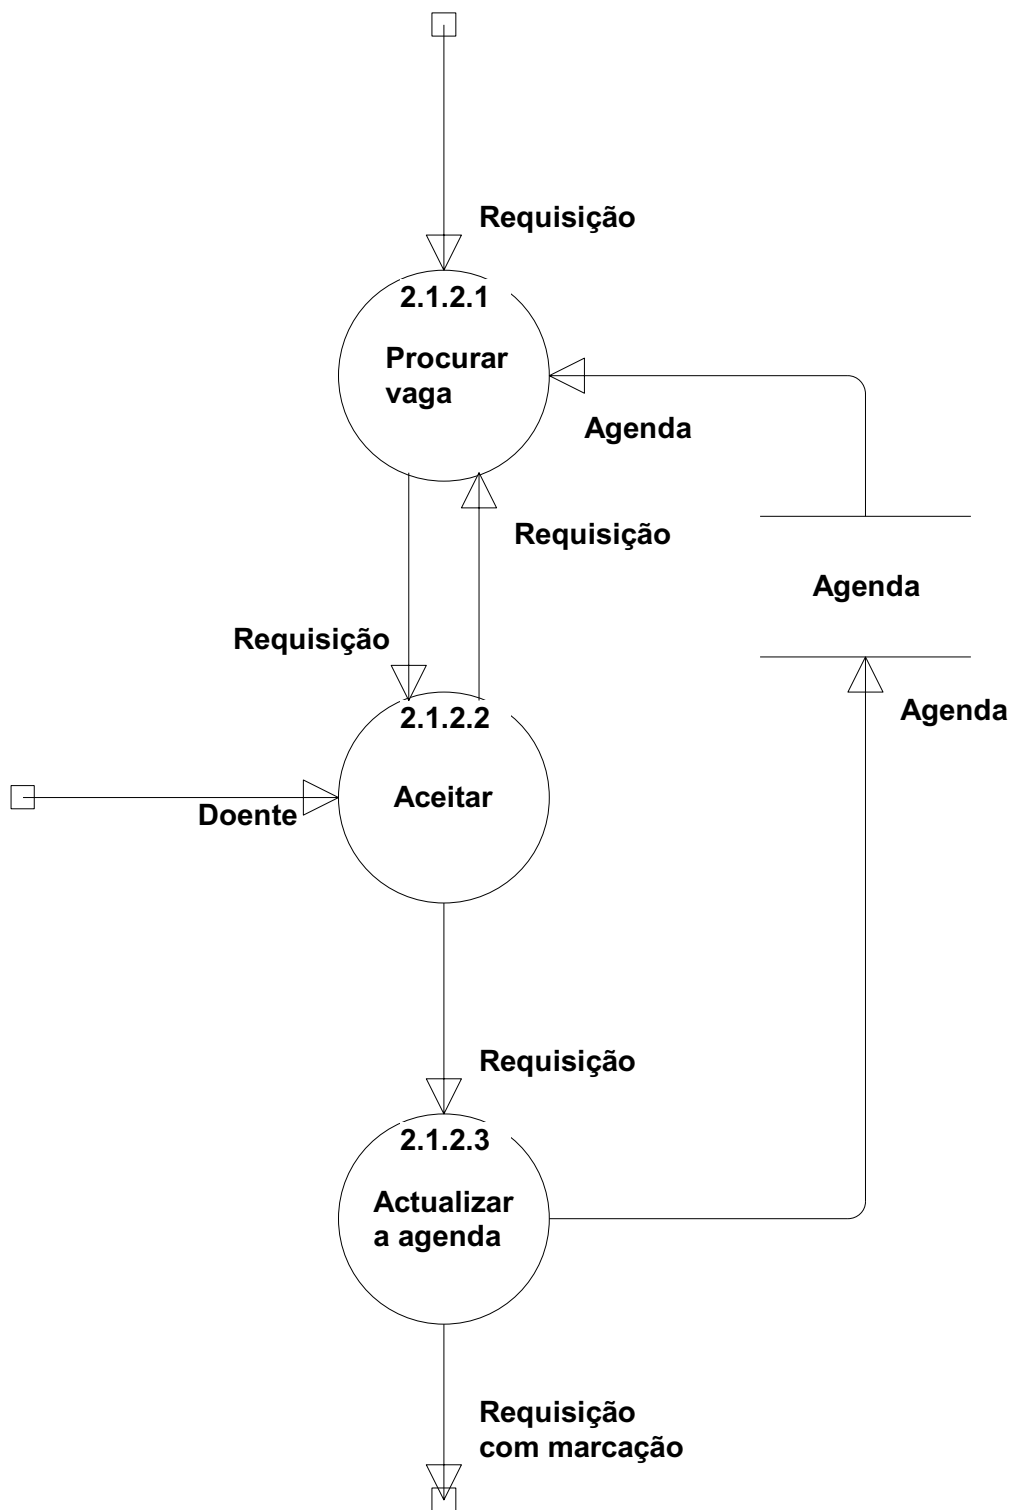 Requisição
2.1.2.1
Procurar
vaga
Agenda
Requisição
Agenda
Requisição
Agenda
2.1.2.2
Aceitar
Doente
Requisição
2.1.2.3
Actualizar
a agenda
Requisição
com marcação